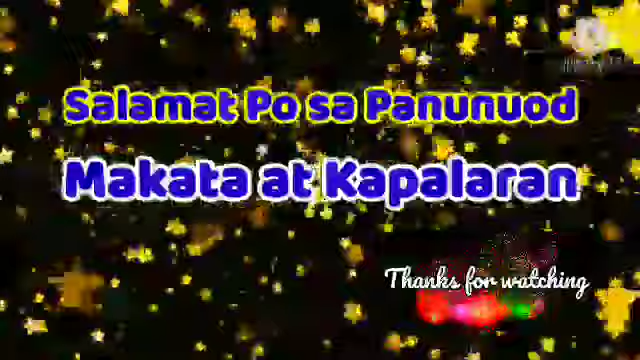 Salamat Po sa Panunuod
Makata at Kapalaran
Thanks for watching